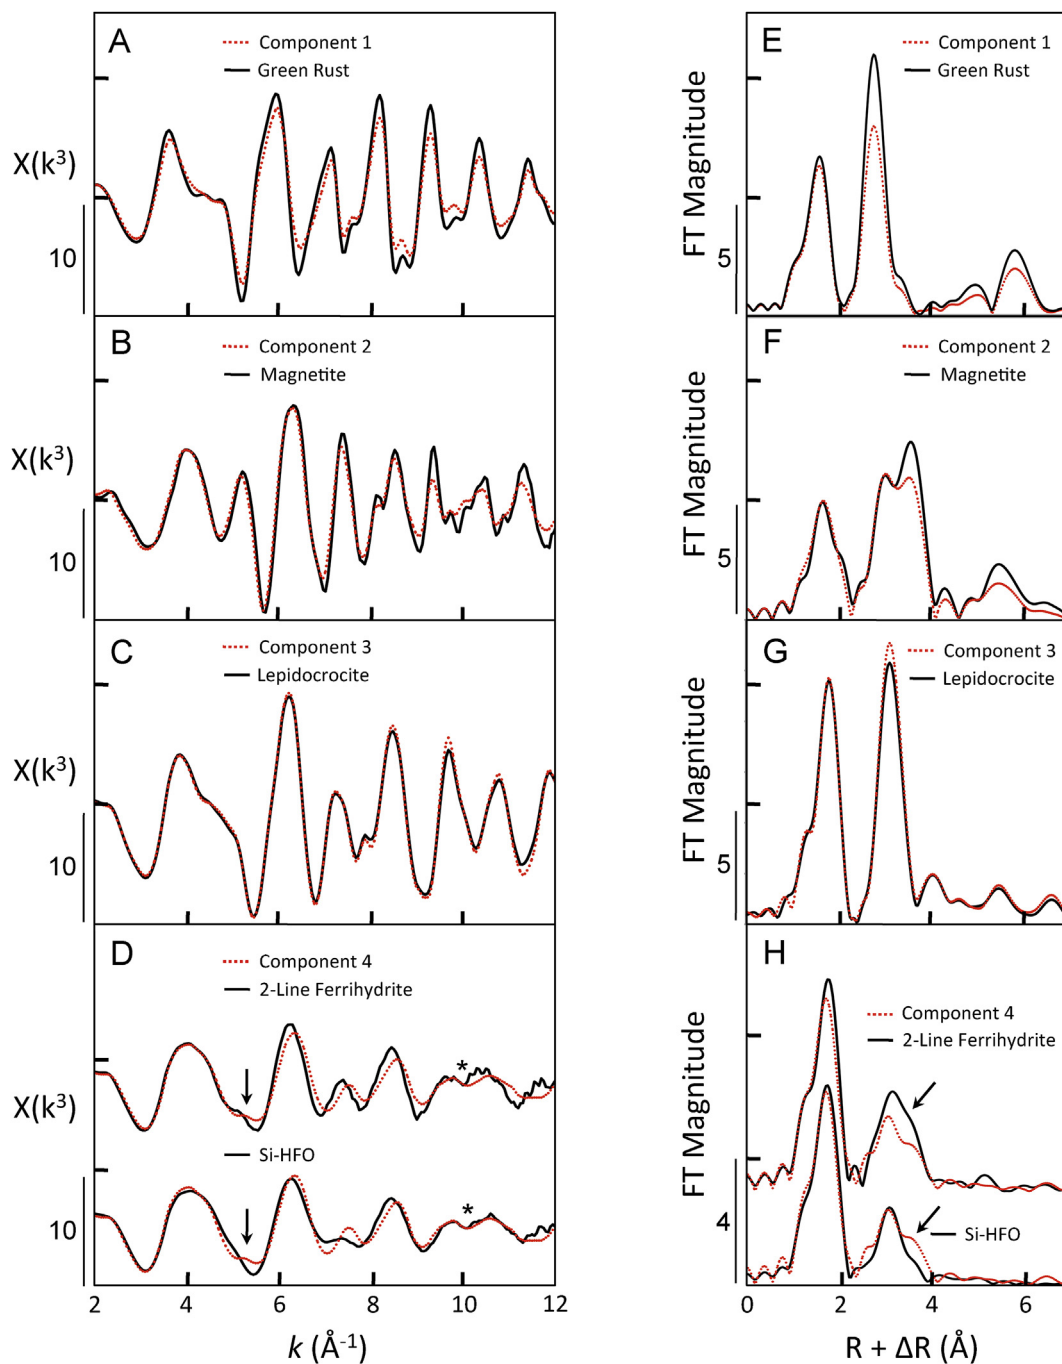 A
Component 1
Green Rust
X(k³)
10
B
Component 2
Magnetite
X(k³)
10
C
Component 3
Lepidocrocite
X(k³)
10
D
Component 4
2-Line Ferrihydrite
*
X(k³)
Si-HFO
*
10
2 4 6 8 10 12
k (Å⁻¹)
E
Component 1
Green Rust
FT Magnitude
5
F
Component 2
Magnetite
FT Magnitude
5
G
Component 3
Lepidocrocite
FT Magnitude
5
H
Component 4
2-Line Ferrihydrite
FT Magnitude
4
Si-HFO
0 2 4 6
R + ΔR (Å)